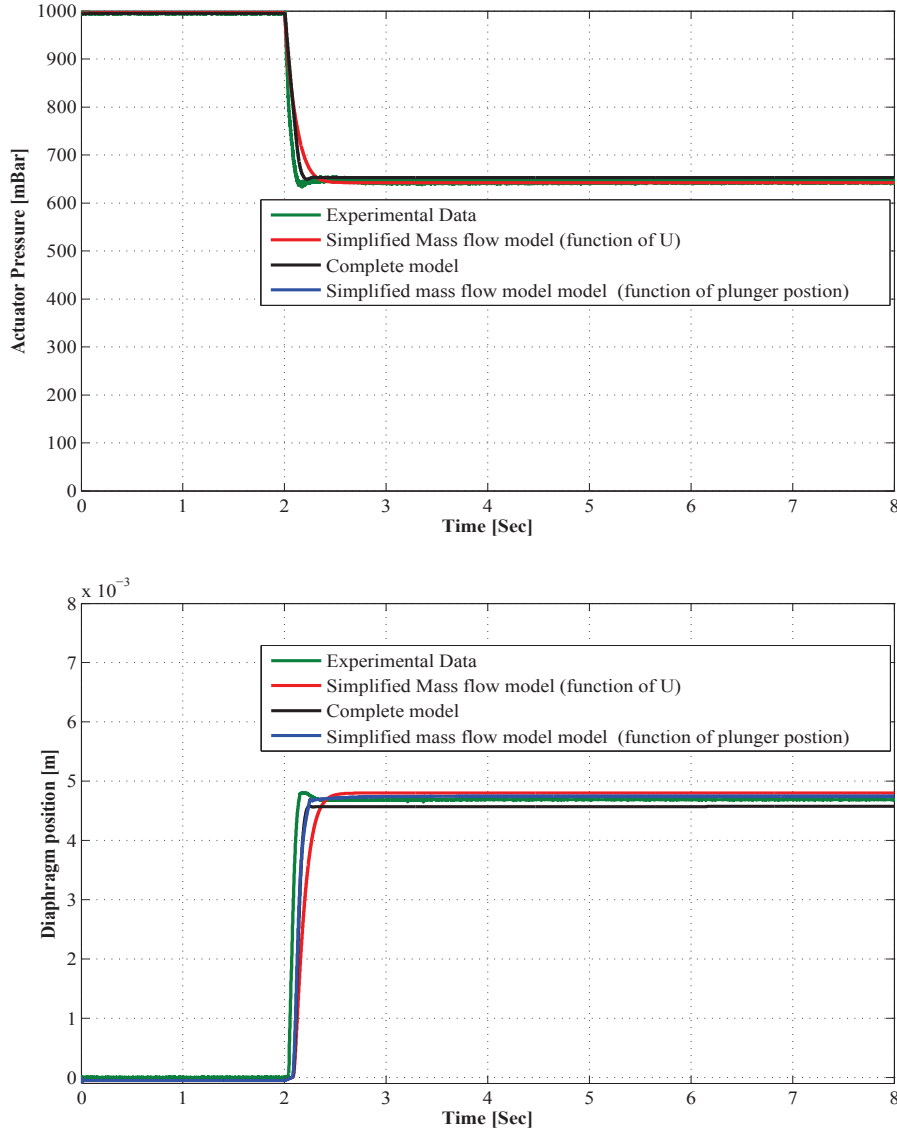 1000
900
800
700
600
500
400
300
200
100
0
Actuator Pressure [mBar]
Experimental Data
Simplified Mass flow model (function of U)
Complete model
Simplified mass flow model model (function of plunger postion)
0 1 2 3 4 5 6 7 8
Time [Sec]
x 10⁻³
8
7
6
5
4
3
2
1
0
Diaphragm position [m]
Experimental Data
Simplified Mass flow model (function of U)
Complete model
Simplified mass flow model model (function of plunger postion)
0 1 2 3 4 5 6 7 8
Time [Sec]